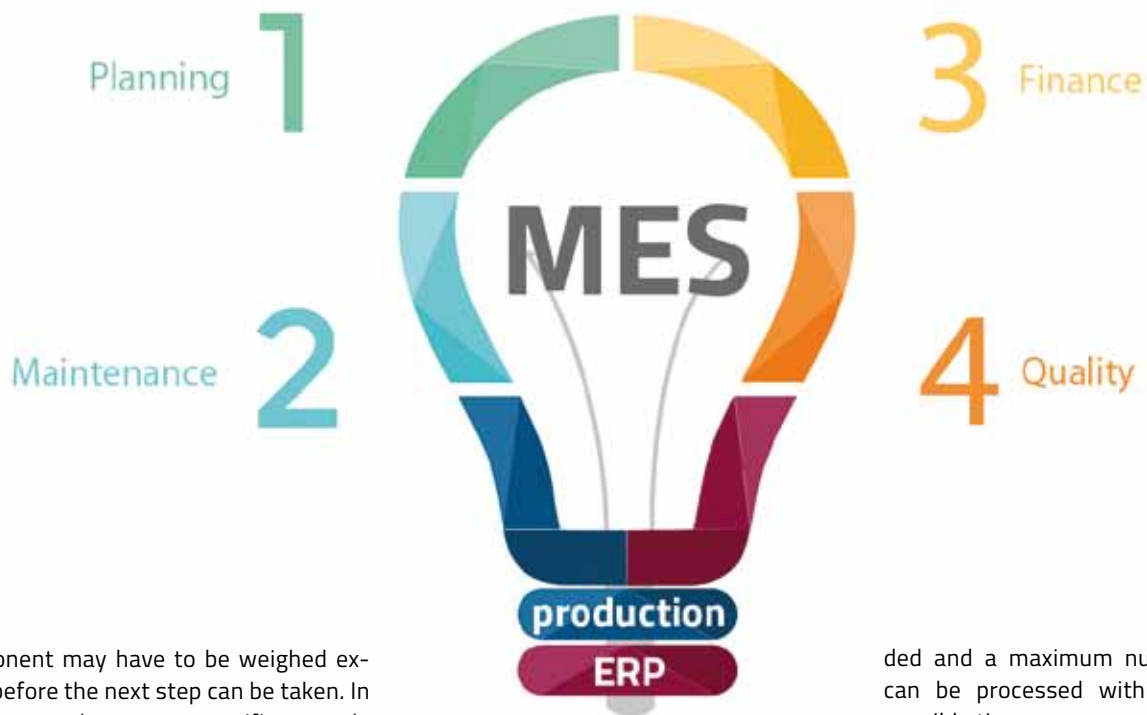 1
Planning
3
Finance
MES
2
Maintenance
4
Quality
production
ERP
onent may have to be weighed ex-
before the next step can be taken. In
ded and a maximum nu
can be processed with